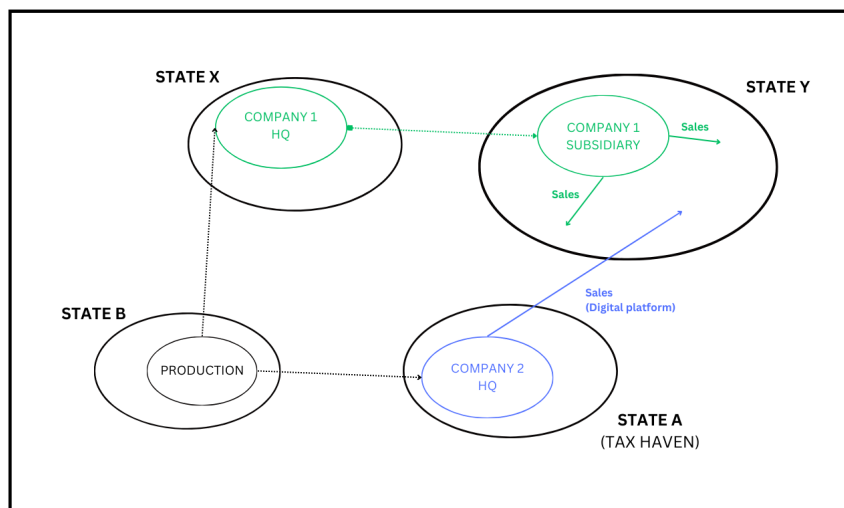 STATE X
STATE Y
COMPANY 1
HQ
COMPANY 1
SUBSIDIARY
Sales
Sales
Sales
(Digital platform)
STATE B
PRODUCTION
COMPANY 2
HQ
STATE A
(TAX HAVEN)